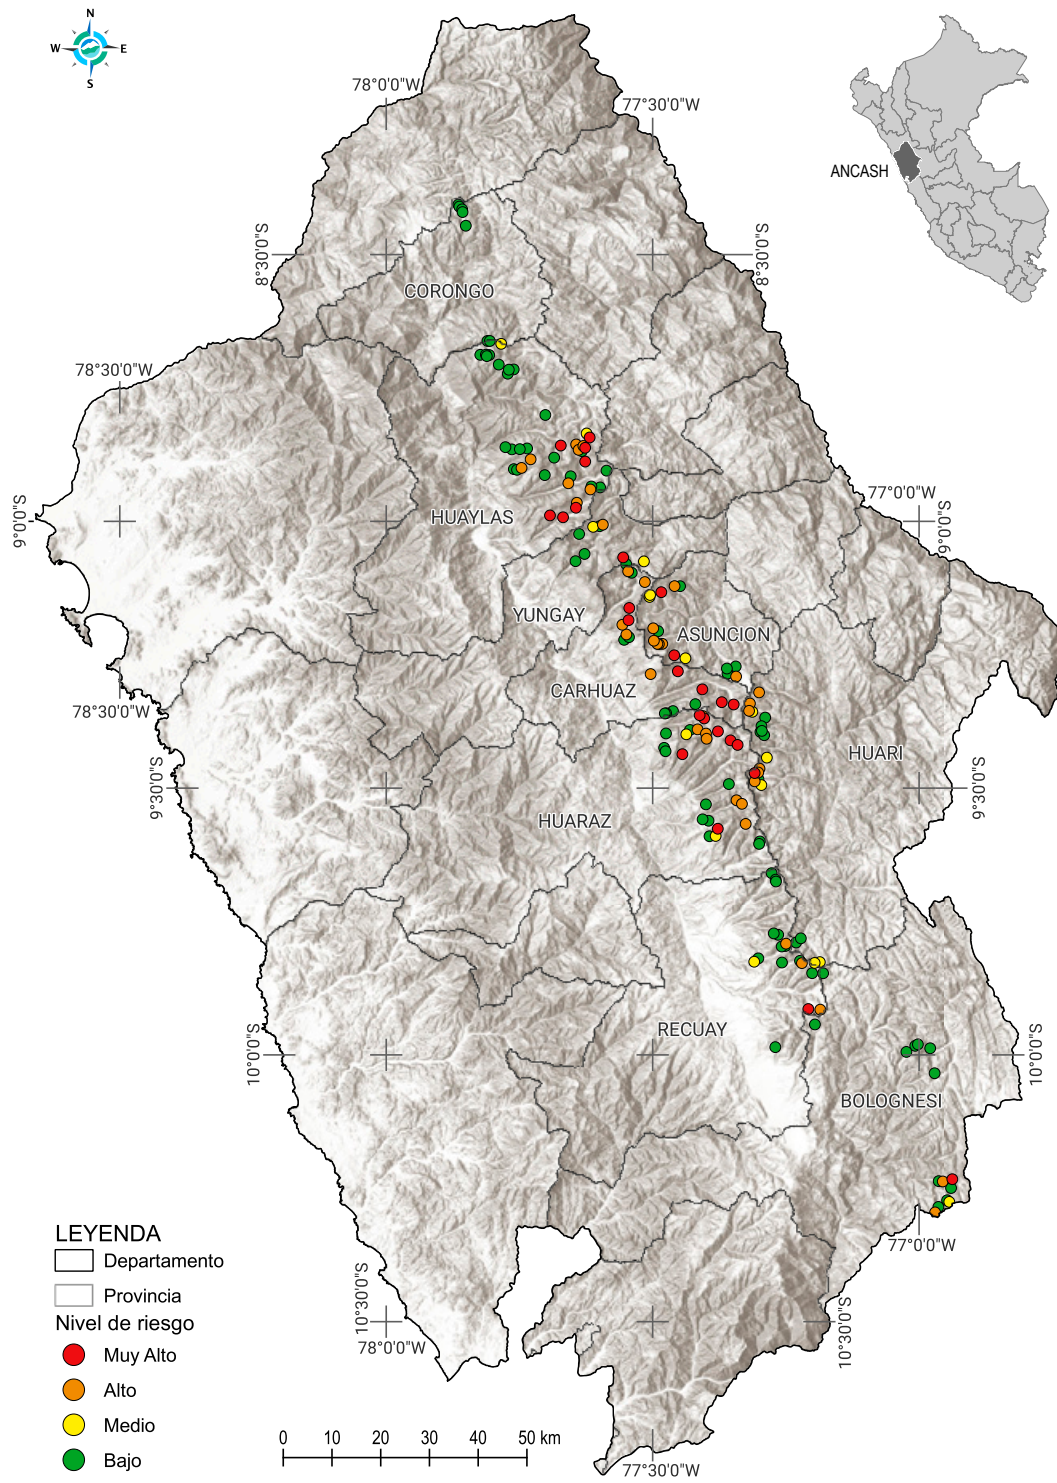 N
W
E
S
78°0'0"W
77°30'0"W
ANCASH
8°30'0"S
8°30'0"S
CORONGO
78°30'0"W
9°0'0"S
77°0'0"W
9°0'0"S
HUAYLAS
YUNGAY
ASUNCION
CARHUAZ
78°30'0"W
HUARI
9°30'0"S
9°30'0"S
HUARAZ
RECUAY
10°0'0"S
10°0'0"S
BOLOGNESI
77°0'0"W
LEYENDA
Departamento
Provincia
Nivel de riesgo
Muy Alto
Alto
Medio
Bajo
10°30'0"S
78°0'0"W
10°30'0"S
0 10 20 30 40 50 km
77°30'0"W